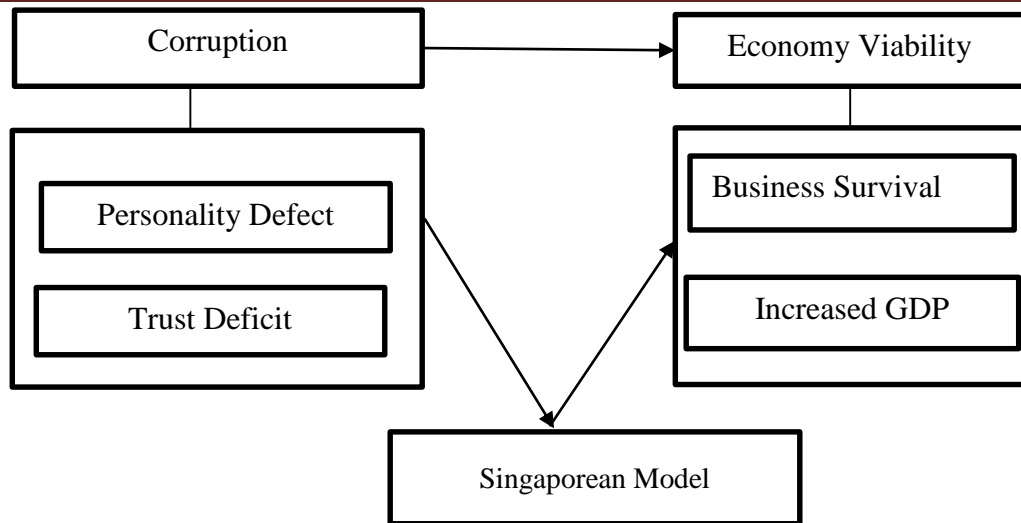 Corruption
Economy Viability
Personality Defect
Business Survival
Trust Deficit
Increased GDP
Singaporean Model